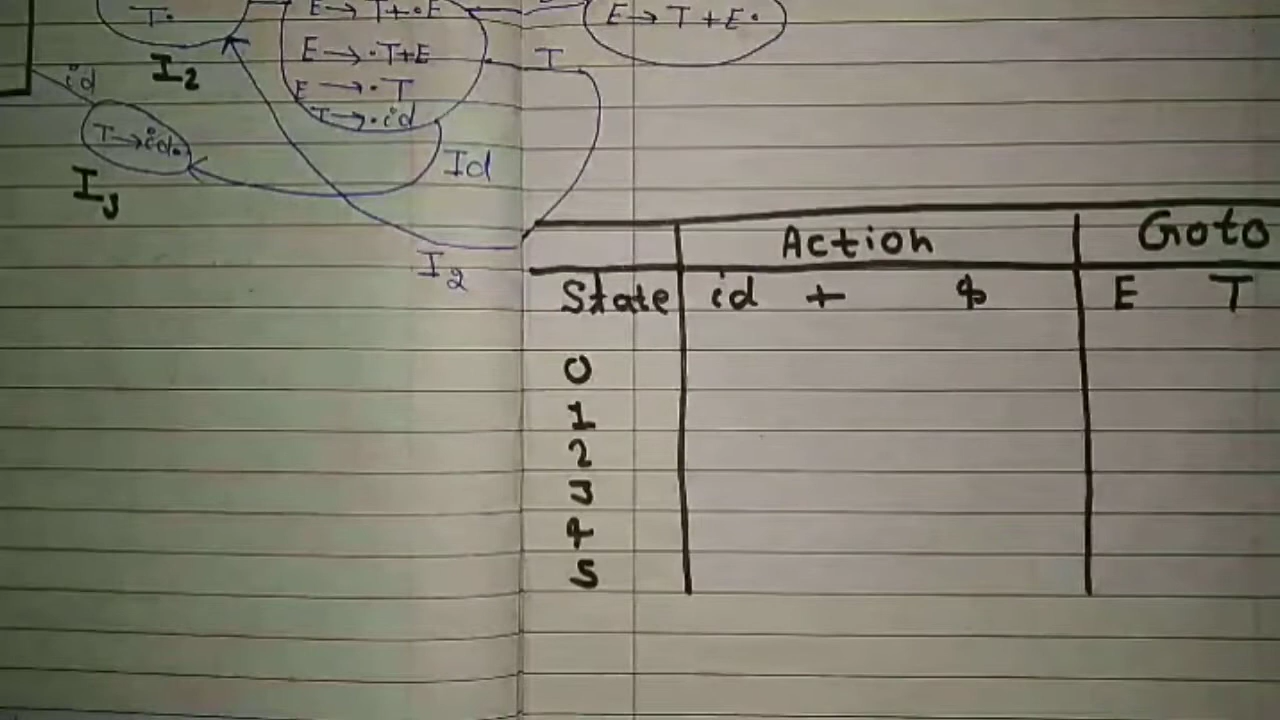 T•
E→ T+•E
E→ T+E•
I2
E→•T+E
T
id
E→•T
T→•id
T→id•
I3
Id
I2
Action Goto
State id + $ E T
0
1
2
3
4
5